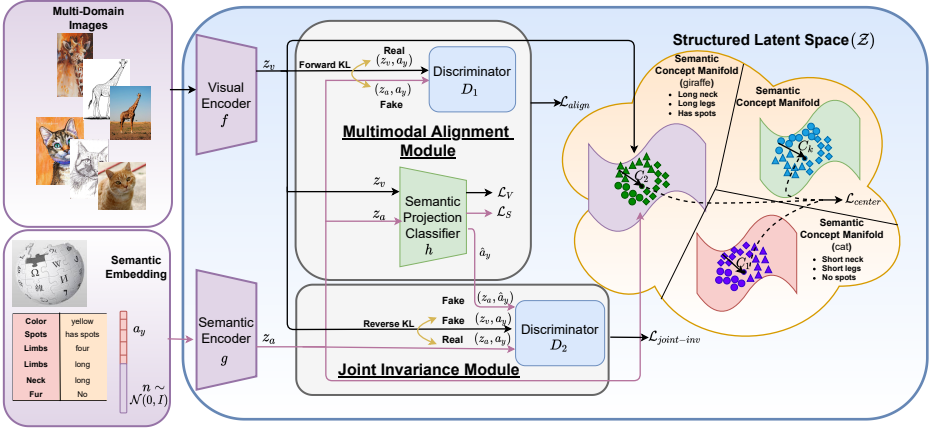 Multi-Domain
Images
Semantic
Embedding
Color yellow
Spots has spots
Limbs four
Limbs long
Neck long
Fur No
a_y
n ∼
N(0, I)
Visual
Encoder
f
z_v
Semantic
Encoder
g
z_a
Forward KL
Real
(z_v, a_y)
(z_a, a_y)
Fake
Discriminator
D_1
L_align
Multimodal Alignment
Module
z_v
z_a
Semantic
Projection
Classifier
h
L_V
L_S
â_y
Fake (z_a, â_y)
Reverse KL
Fake (z_v, a_y)
Real (z_a, a_y)
Discriminator
D_2
L_joint−inv
Joint Invariance Module
Structured Latent Space(Z)
Semantic
Concept Manifold
(giraffe)
• Long neck
• Long legs
• Has spots
Semantic
Concept Manifold
C_2
C_k
L_center
Semantic
Concept Manifold
(cat)
• Short neck
• Short legs
• No spots